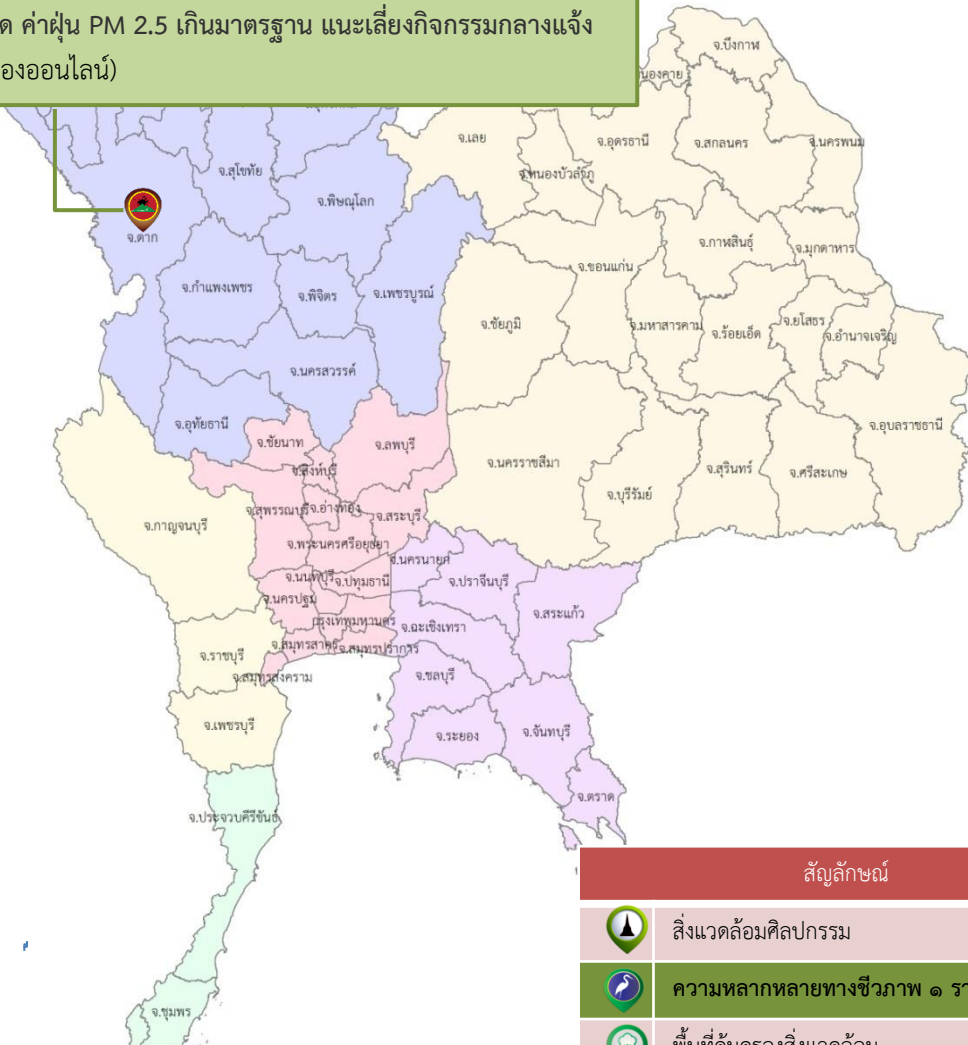 ค่าฝุ่น PM 2.5 เกินมาตรฐาน แนะเลี่ยงกิจกรรมกลางแจ้ง
องออนไลน์)
จ.บึงกาฬ
จ.เลย
จ.อุดรธานี
จ.สกลนคร
จ.นครพนม
จ.สุโขทัย
จ.หนองบัวลำภู
จ.พิษณุโลก
จ.ตาก
จ.กาฬสินธุ์
จ.มุกดาหาร
จ.ขอนแก่น
จ.กำแพงเพชร
จ.พิจิตร
จ.เพชรบูรณ์
จ.ชัยภูมิ
จ.มหาสารคาม
จ.ร้อยเอ็ด
จ.ยโสธร
จ.อำนาจเจริญ
จ.นครสวรรค์
จ.อุทัยธานี
จ.ชัยนาท
จ.ลพบุรี
จ.อุบลราชธานี
จ.นครราชสีมา
จ.สิงห์บุรี
จ.สุรินทร์
จ.ศรีสะเกษ
จ.บุรีรัมย์
จ.สุพรรณบุรี
จ.อ่างทอง
จ.สระบุรี
จ.กาญจนบุรี
จ.พระนครศรีอยุธยา
จ.นครนายก
จ.นนทบุรี
จ.ปทุมธานี
จ.ปราจีนบุรี
จ.นครปฐม
จ.สระแก้ว
กรุงเทพมหานคร
จ.ฉะเชิงเทรา
จ.สมุทรสาคร
จ.สมุทรปราการ
จ.ราชบุรี
จ.สมุทรสงคราม
จ.ชลบุรี
จ.เพชรบุรี
จ.ระยอง
จ.จันทบุรี
จ.ตราด
จ.ประจวบคีรีขันธ์
จ.ชุมพร
สัญลักษณ์
สิ่งแวดล้อมศิลปกรรม
ความหลากหลายทางชีวภาพ ๑